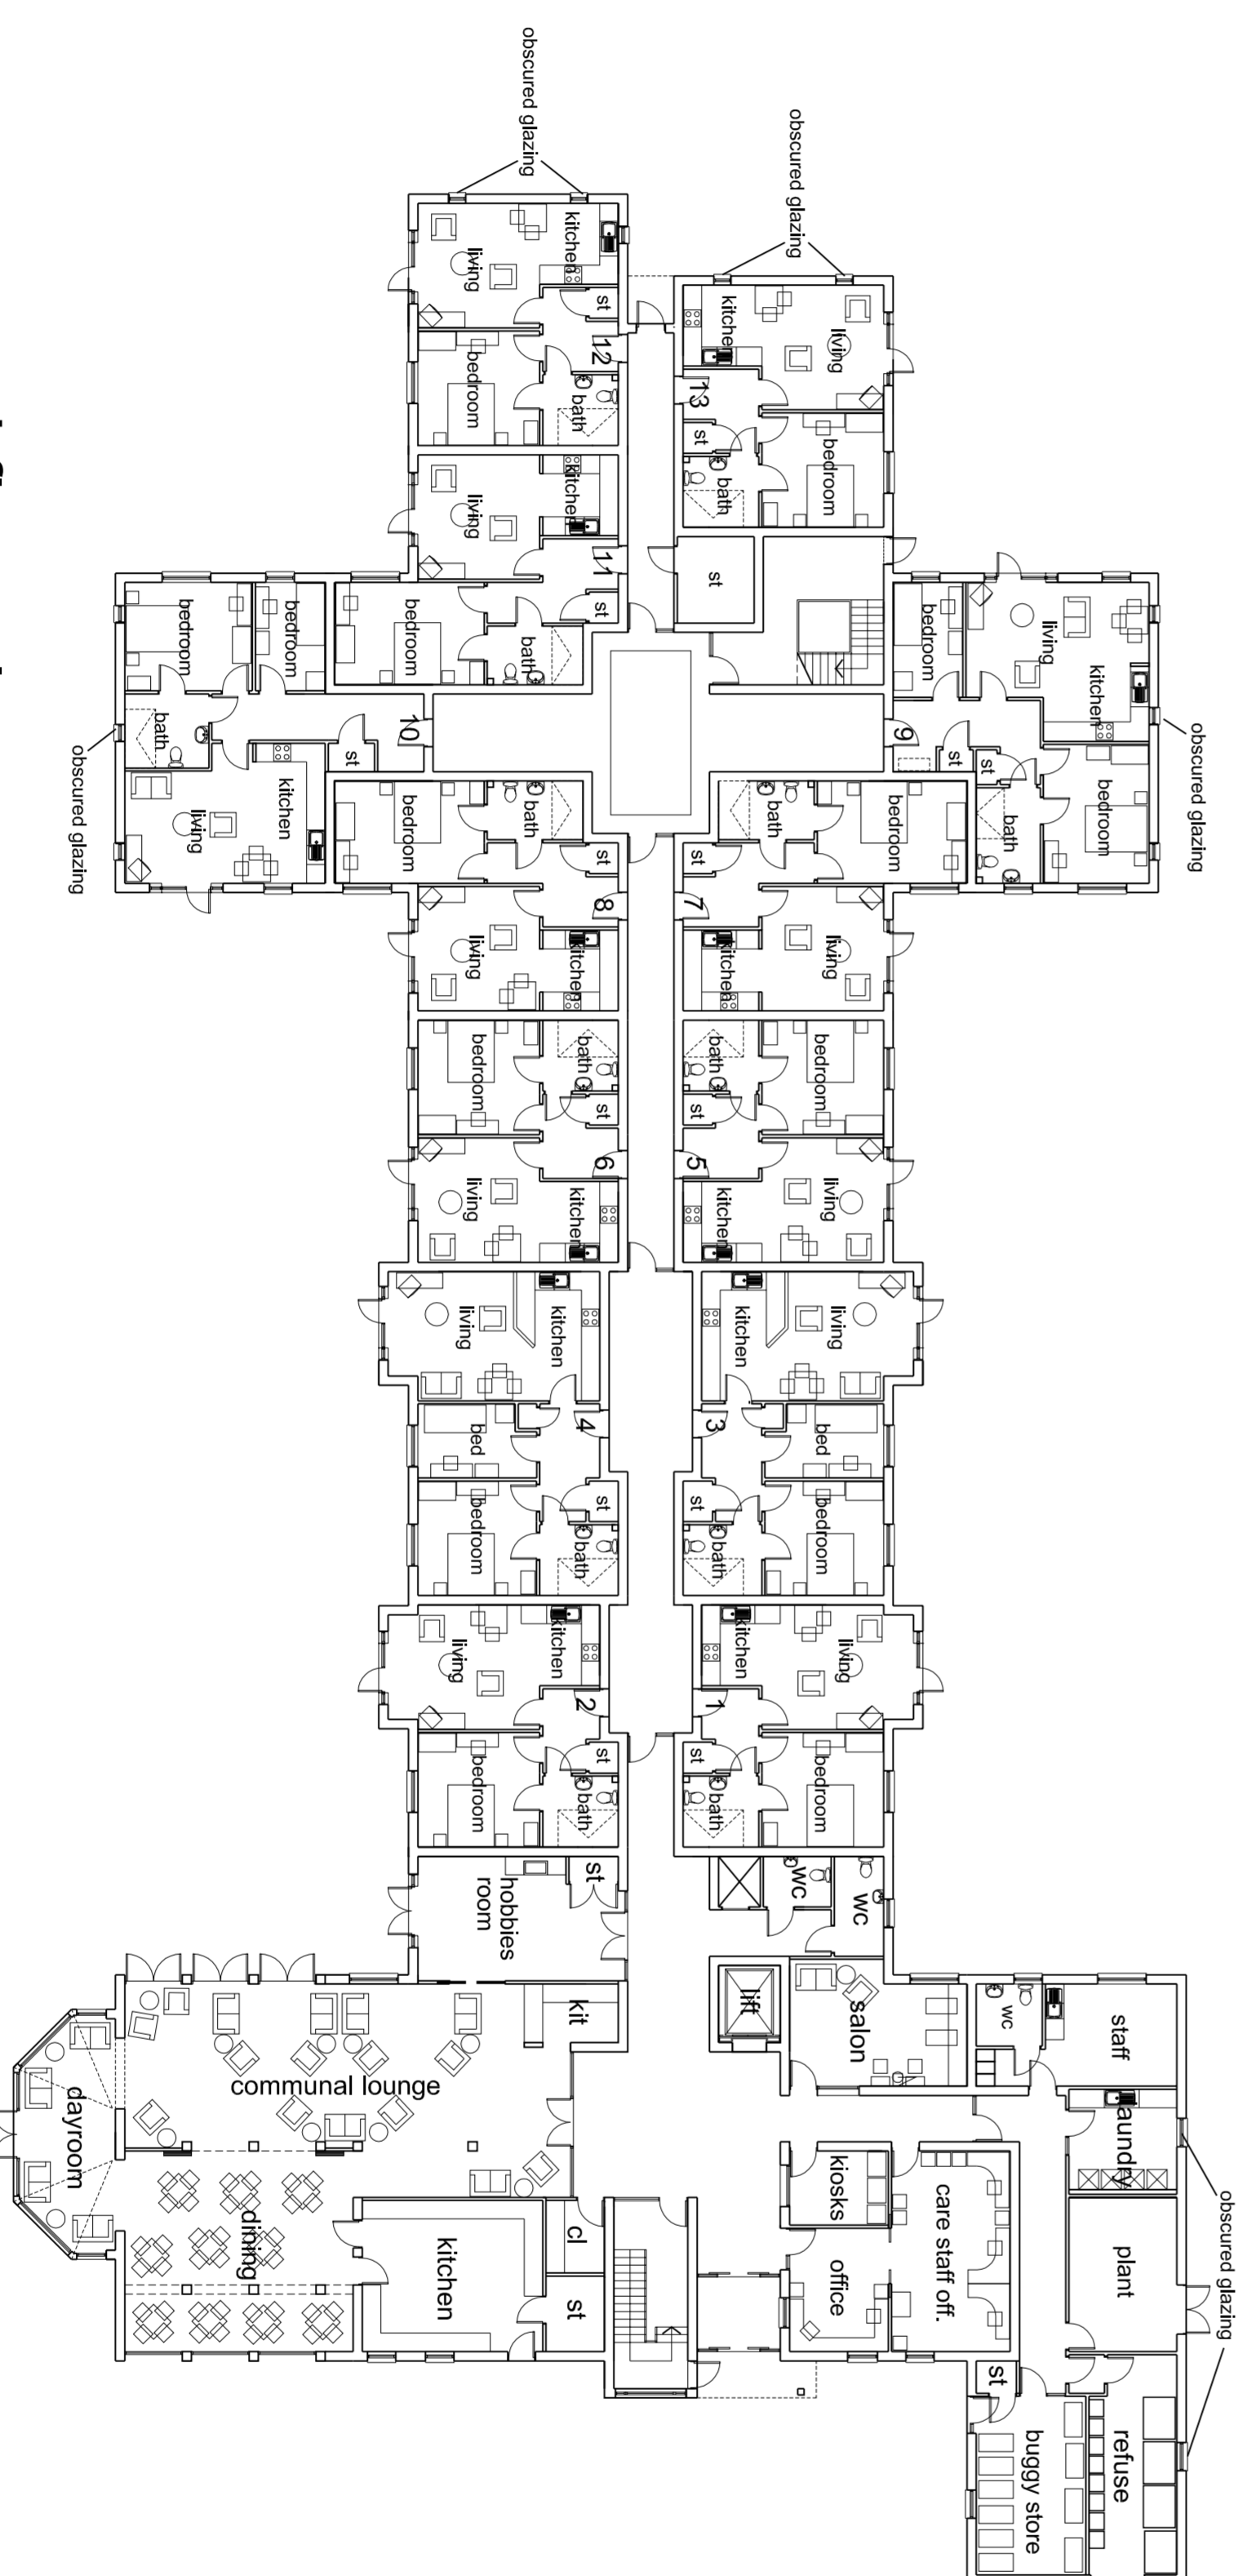 obscured glazing
obscured glazing
kitchen
living
st
12
bedroom
bath
kitchen
living
13
st
bedroom
bath
kitchen
living
11
st
bedroom
bath
st
bedroom
bedroom
bath
10
st
kitchen
living
obscured glazing
bedroom
living
kitchen
9
st
st
bath
bedroom
obscured glazing
bedroom
bath
st
8
living
kitchen
bath
bedroom
st
7
living
kitchen
bedroom
bath
st
6
living
kitchen
bath
bedroom
st
5
kitchen
living
living
kitchen
4
bed
st
bedroom
bath
kitchen
living
3
bed
st
bedroom
bath
living
kitchen
2
st
bedroom
bath
kitchen
living
1
st
bedroom
bath
st
hobbies
room
wc
wc
kit
lift
salon
wc
staff
communal lounge
dayroom
dining
laundry
kiosks
care staff off.
office
plant
cl
kitchen
st
obscured glazing
st
buggy store
refuse